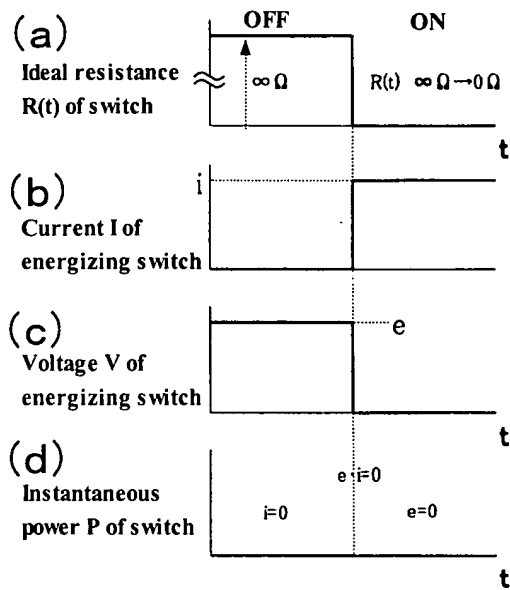 OFF
ON
(a)
Ideal resistance
R(t) of switch
∞ Ω
R(t) ∞ Ω→0 Ω
t
(b)
i
Current I of
energizing switch
(c)
e
Voltage V of
energizing switch
t
(d)
e·i=0
Instantaneous
power P of switch
i=0
e=0
t